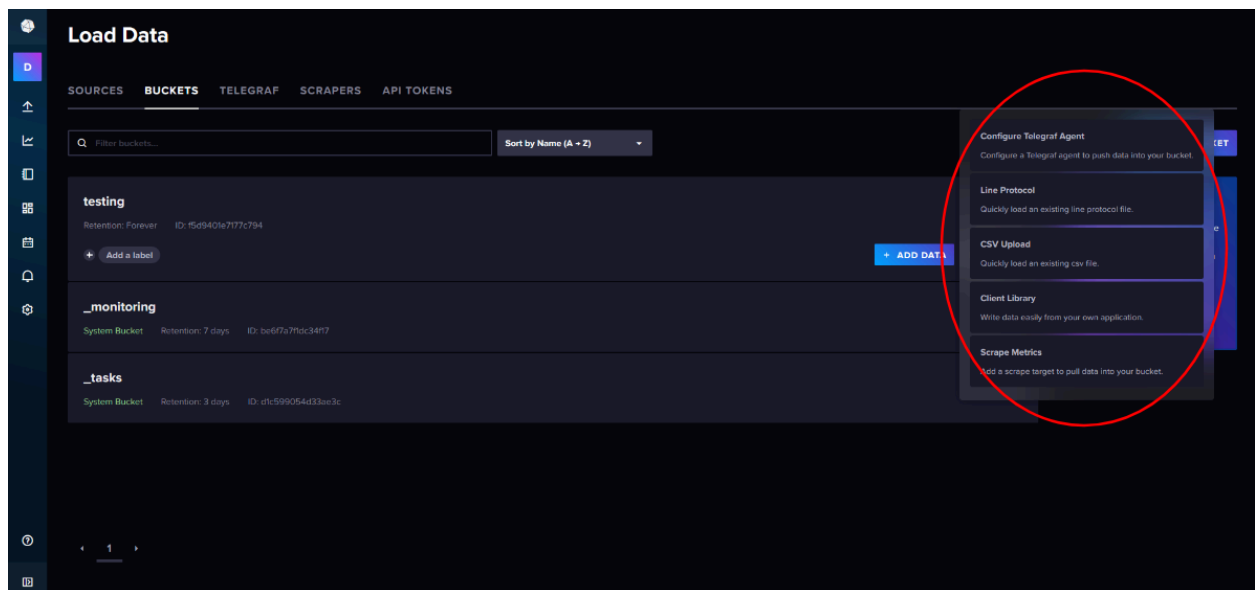 Load Data
D
SOURCES BUCKETS TELEGRAF SCRAPERS API TOKENS
Filter buckets...
Sort by Name (A → Z)
KET
testing
Retention: Forever ID: f5d9401e7177c794
+ Add a label
+ ADD DATA
_monitoring
System Bucket Retention: 7 days
_tasks
System Bucket Retention: 3 days ID: d1c599054d33ae3c
Configure Telegraf Agent
Configure a Telegraf agent to push data into your bucket.
Line Protocol
Quickly load an existing line protocol file.
CSV Upload
Quickly load an existing csv file.
Client Library
Write data easily from your own application.
Scrape Metrics
Add a scrape target to pull data into your bucket.
1